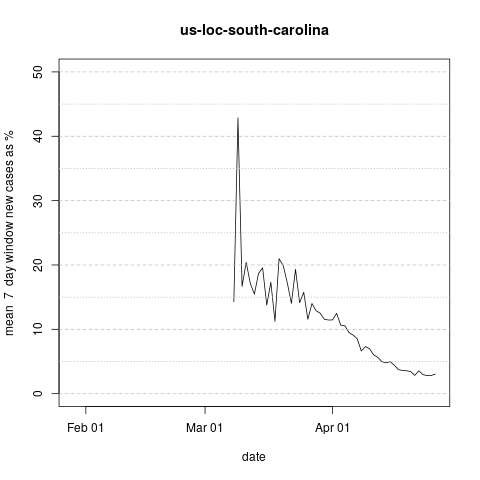 us-loc-south-carolina
mean  7  day window new cases as %
50
40
30
20
10
0
Feb 01
Mar 01
Apr 01
date